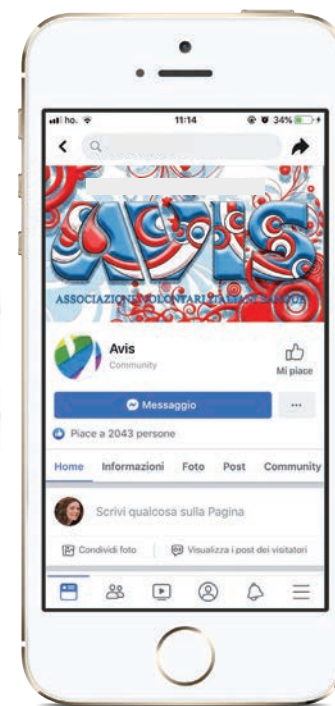 ho.
11:14
34%
AVIS
ASSOCIAZIONE VOLONTARI ITALIANI SANGUE
Avis
Community
Mi piace
Messaggio
...
Piace a 2043 persone
Home Informazioni Foto Post Community
Scrivi qualcosa sulla Pagina
Condividi foto
Visualizza i post dei visitatori